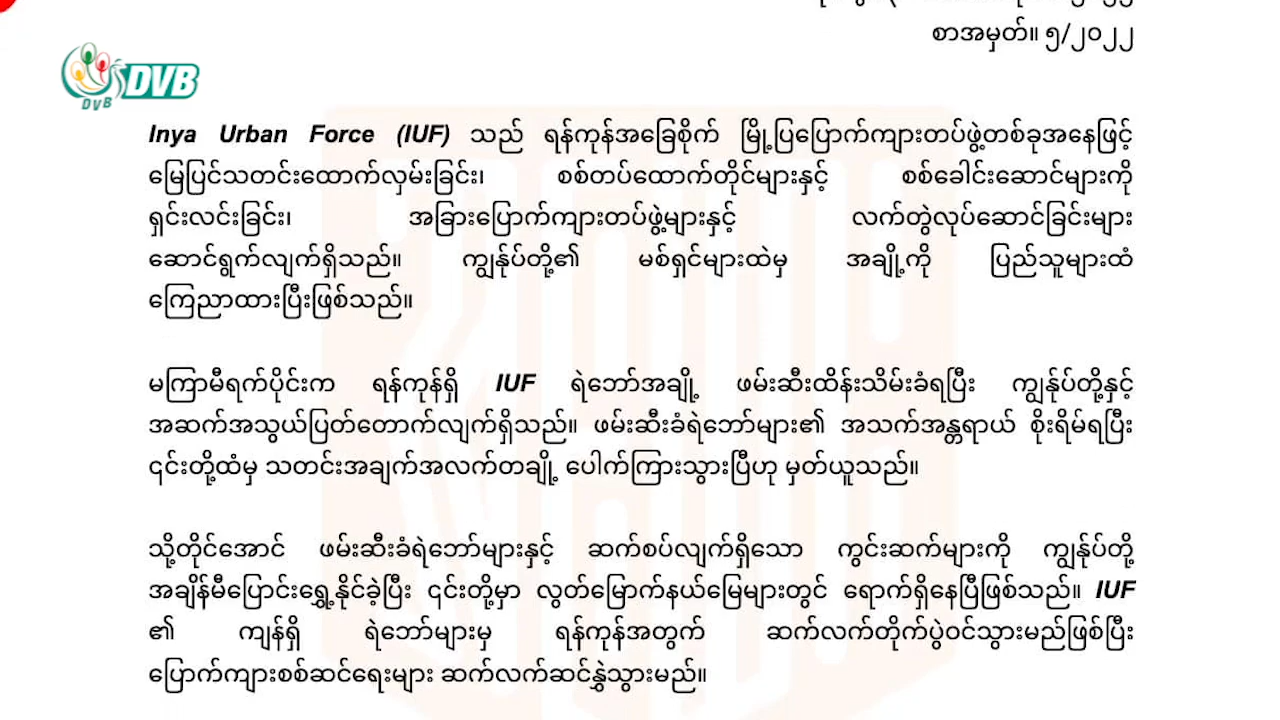 စာအမှတ်။ ၅/၂၀၂၂
DVB
DVB
Inya Urban Force (IUF) သည် ရန်ကုန်အခြေစိုက် မြို့ပြပြောက်ကျားတပ်ဖွဲ့တစ်ခုအနေဖြင့်
မြေပြင်သတင်းထောက်လှမ်းခြင်း၊ စစ်တပ်ထောက်တိုင်များနှင့် စစ်ခေါင်းဆောင်များကို
ရှင်းလင်းခြင်း၊ အခြားပြောက်ကျားတပ်ဖွဲ့များနှင့် လက်တွဲလုပ်ဆောင်ခြင်းများ
ဆောင်ရွက်လျက်ရှိသည်။ ကျွန်ုပ်တို့၏ မစ်ရှင်များထဲမှ အချို့ကို ပြည်သူများထံ
ကြေညာထားပြီးဖြစ်သည်။
မကြာမီရက်ပိုင်းက ရန်ကုန်ရှိ IUF ရဲဘော်အချို့ ဖမ်းဆီးထိန်းသိမ်းခံရပြီး ကျွန်ုပ်တို့နှင့်
အဆက်အသွယ်ပြတ်တောက်လျက်ရှိသည်။ ဖမ်းဆီးခံရဲဘော်များ၏ အသက်အန္တရာယ် စိုးရိမ်ရပြီး
၎င်းတို့ထံမှ သတင်းအချက်အလက်တချို့ ပေါက်ကြားသွားပြီဟု မှတ်ယူသည်။
သို့တိုင်အောင် ဖမ်းဆီးခံရဲဘော်များနှင့် ဆက်စပ်လျက်ရှိသော ကွင်းဆက်များကို ကျွန်ုပ်တို့
အချိန်မီပြောင်းရွှေ့နိုင်ခဲ့ပြီး ၎င်းတို့မှာ လွတ်မြောက်နယ်မြေများတွင် ရောက်ရှိနေပြီဖြစ်သည်။ IUF
၏ ကျန်ရှိ ရဲဘော်များမှ ရန်ကုန်အတွက် ဆက်လက်တိုက်ပွဲဝင်သွားမည်ဖြစ်ပြီး
ပြောက်ကျားစစ်ဆင်ရေးများ ဆက်လက်ဆင်နွှဲသွားမည်။